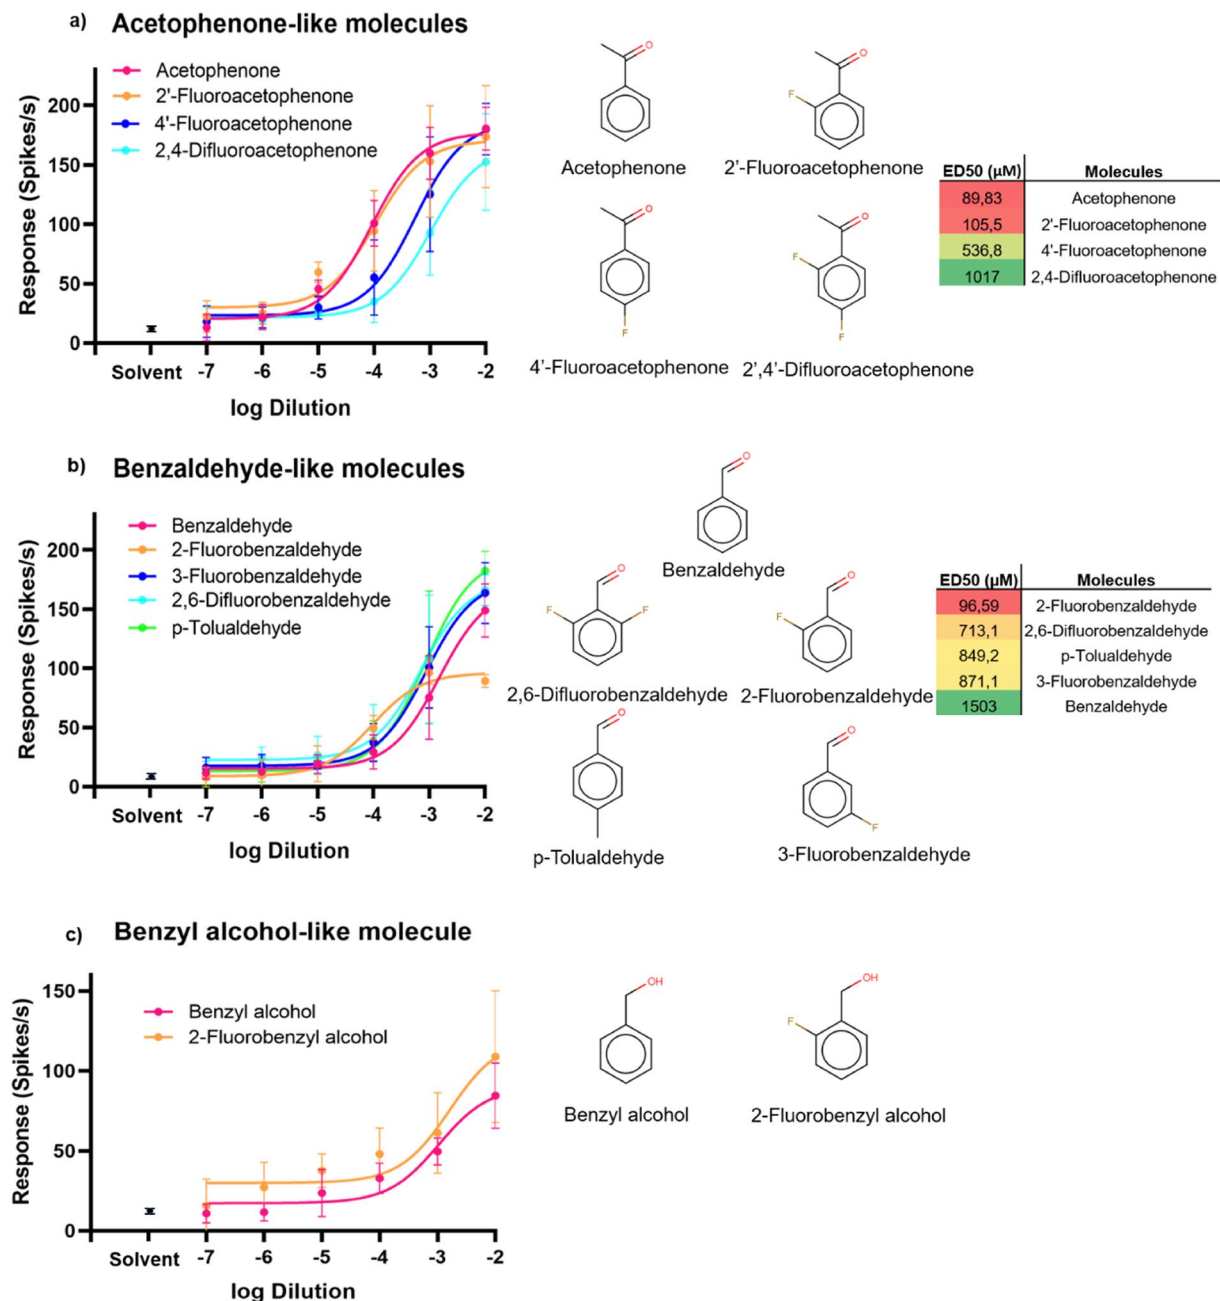 a) Acetophenone-like molecules
Response (Spikes/s)
200
150
100
50
0
Acetophenone
2'-Fluoroacetophenone
4'-Fluoroacetophenone
2,4-Difluoroacetophenone
Solvent -7 -6 -5 -4 -3 -2
log Dilution
O
Acetophenone
O
F
2'-Fluoroacetophenone
O
F
4'-Fluoroacetophenone
O
F
F
2',4'-Difluoroacetophenone
ED50 (µM) Molecules
89,83 Acetophenone
105,5 2'-Fluoroacetophenone
536,8 4'-Fluoroacetophenone
1017 2,4-Difluoroacetophenone
b) Benzaldehyde-like molecules
Response (Spikes/s)
200
150
100
50
0
Benzaldehyde
2-Fluorobenzaldehyde
3-Fluorobenzaldehyde
2,6-Difluorobenzaldehyde
p-Tolualdehyde
Solvent -7 -6 -5 -4 -3 -2
log Dilution
O
Benzaldehyde
O
F F
2,6-Difluorobenzaldehyde
O
F
2-Fluorobenzaldehyde
O
p-Tolualdehyde
O
F
3-Fluorobenzaldehyde
ED50 (µM) Molecules
96,59 2-Fluorobenzaldehyde
713,1 2,6-Difluorobenzaldehyde
849,2 p-Tolualdehyde
871,1 3-Fluorobenzaldehyde
1503 Benzaldehyde
c) Benzyl alcohol-like molecule
Response (Spikes/s)
150
100
50
0
Benzyl alcohol
2-Fluorobenzyl alcohol
Solvent -7 -6 -5 -4 -3 -2
log Dilution
OH
Benzyl alcohol
OH
F
2-Fluorobenzyl alcohol